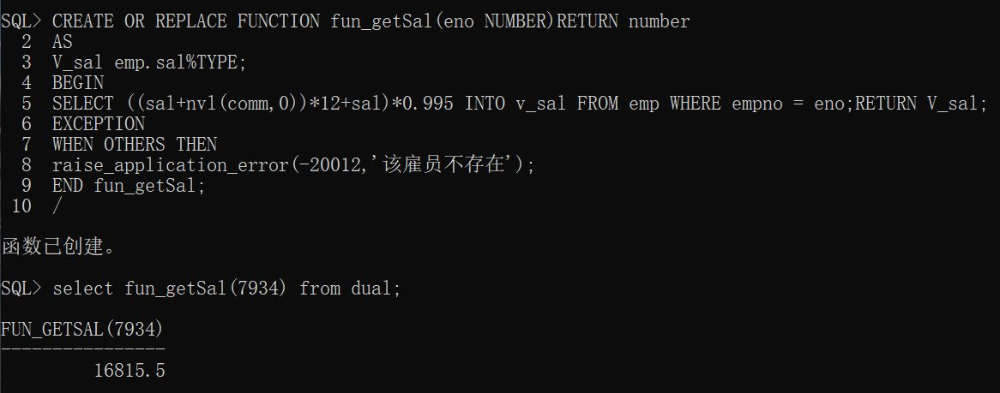 SQL> CREATE OR REPLACE FUNCTION fun_getSal(eno NUMBER)RETURN number
2 AS
3 V_sal emp.sal%TYPE;
4 BEGIN
5 SELECT ((sal+nvl(comm,0))*12+sal)*0.995 INTO v_sal FROM emp WHERE empno = eno;RETURN V_sal;
6 EXCEPTION
7 WHEN OTHERS THEN
8 raise_application_error(-20012,'该雇员不存在');
9 END fun_getSal;
10 /
函数已创建。
SQL> select fun_getSal(7934) from dual;
FUN_GETSAL(7934)
----------------
16815.5